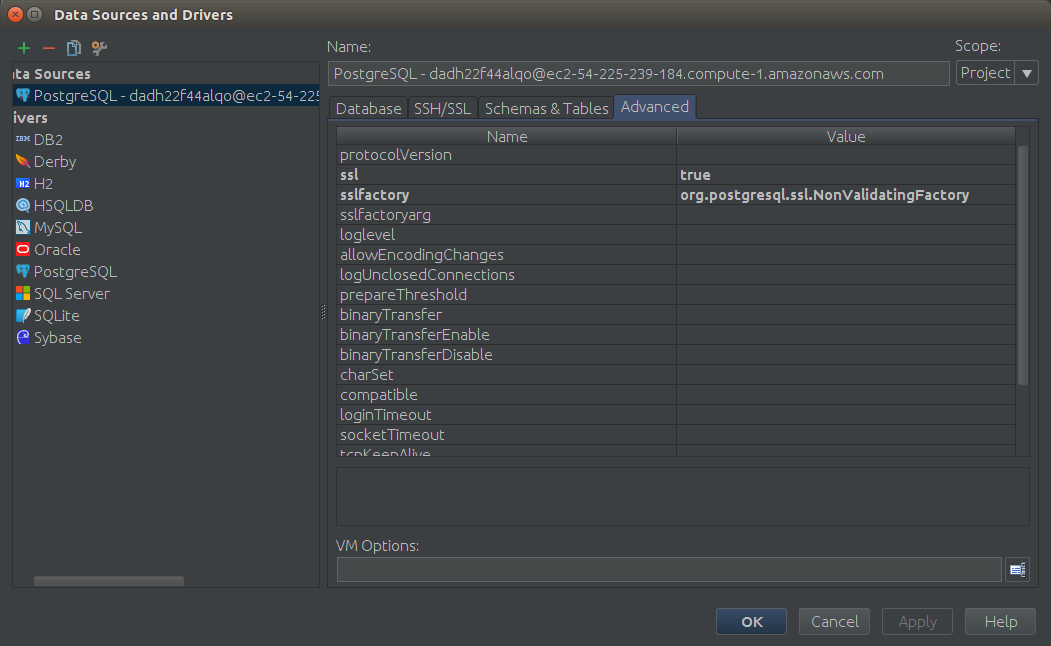 Data Sources and Drivers
ta Sources
PostgreSQL - dadh22f44alqo@ec2-54-225
ivers
IBM DB2
Derby
H2 H2
HSQLDB
MySQL
Oracle
PostgreSQL
SQL Server
SQLite
Sybase
Name:
Scope:
PostgreSQL - dadh22f44alqo@ec2-54-225-239-184.compute-1.amazonaws.com
Project
Database SSH/SSL Schemas & Tables Advanced
Name Value
protocolVersion
ssl true
sslfactory org.postgresql.ssl.NonValidatingFactory
sslfactoryarg
loglevel
allowEncodingChanges
logUnclosedConnections
prepareThreshold
binaryTransfer
binaryTransferEnable
binaryTransferDisable
charSet
compatible
loginTimeout
socketTimeout
tcpKeepAlive
VM Options:
OK Cancel Apply Help